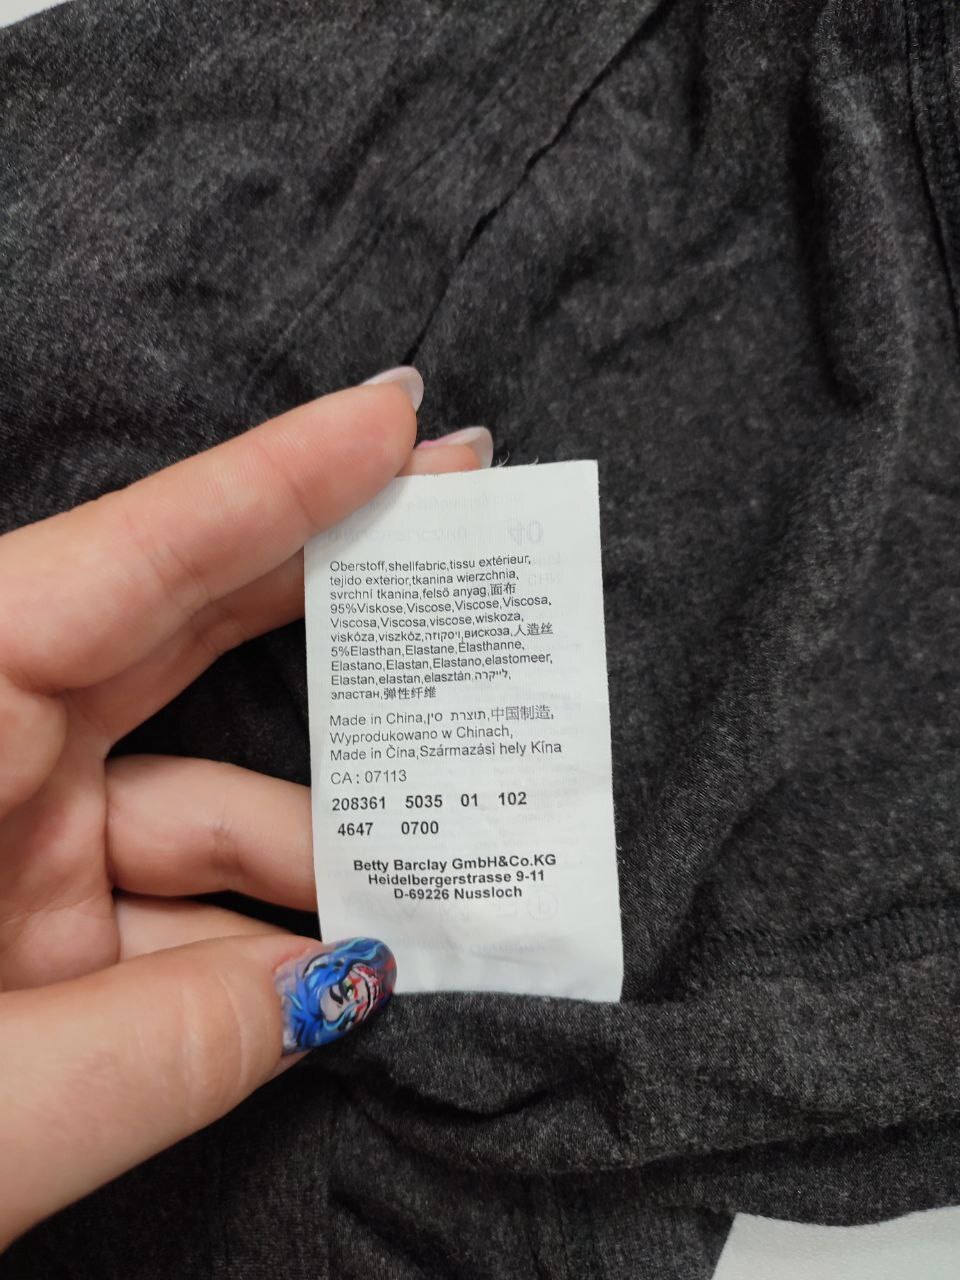 Oberstoff,shellfabric,tissu extérieur,
tejido exterior,tkanina wierzchnia,
svrchní tkanina,felsö anyag,面布
95%Viskose,Viscose,Viscose,Viscosa,
Viscosa,Viscosa,viscose,wiskoza,
viskóza,viszkóz,ויסקוזה,вискоза,人造丝
5%Elasthan,Elastane,Élasthanne,
Elastano,Elastan,Elastano,elastomeer,
Elastan,elastan,elasztán,לייקרה,
эластан,弹性纤维
Made in China,תוצרת סין,中国制造,
Wyprodukowano w Chinach,
Made in Čína,Származási hely Kína
CA : 07113
208361 5035 01 102
4647 0700
Betty Barclay GmbH&Co.KG
Heidelbergerstrasse 9-11
D-69226 Nussloch